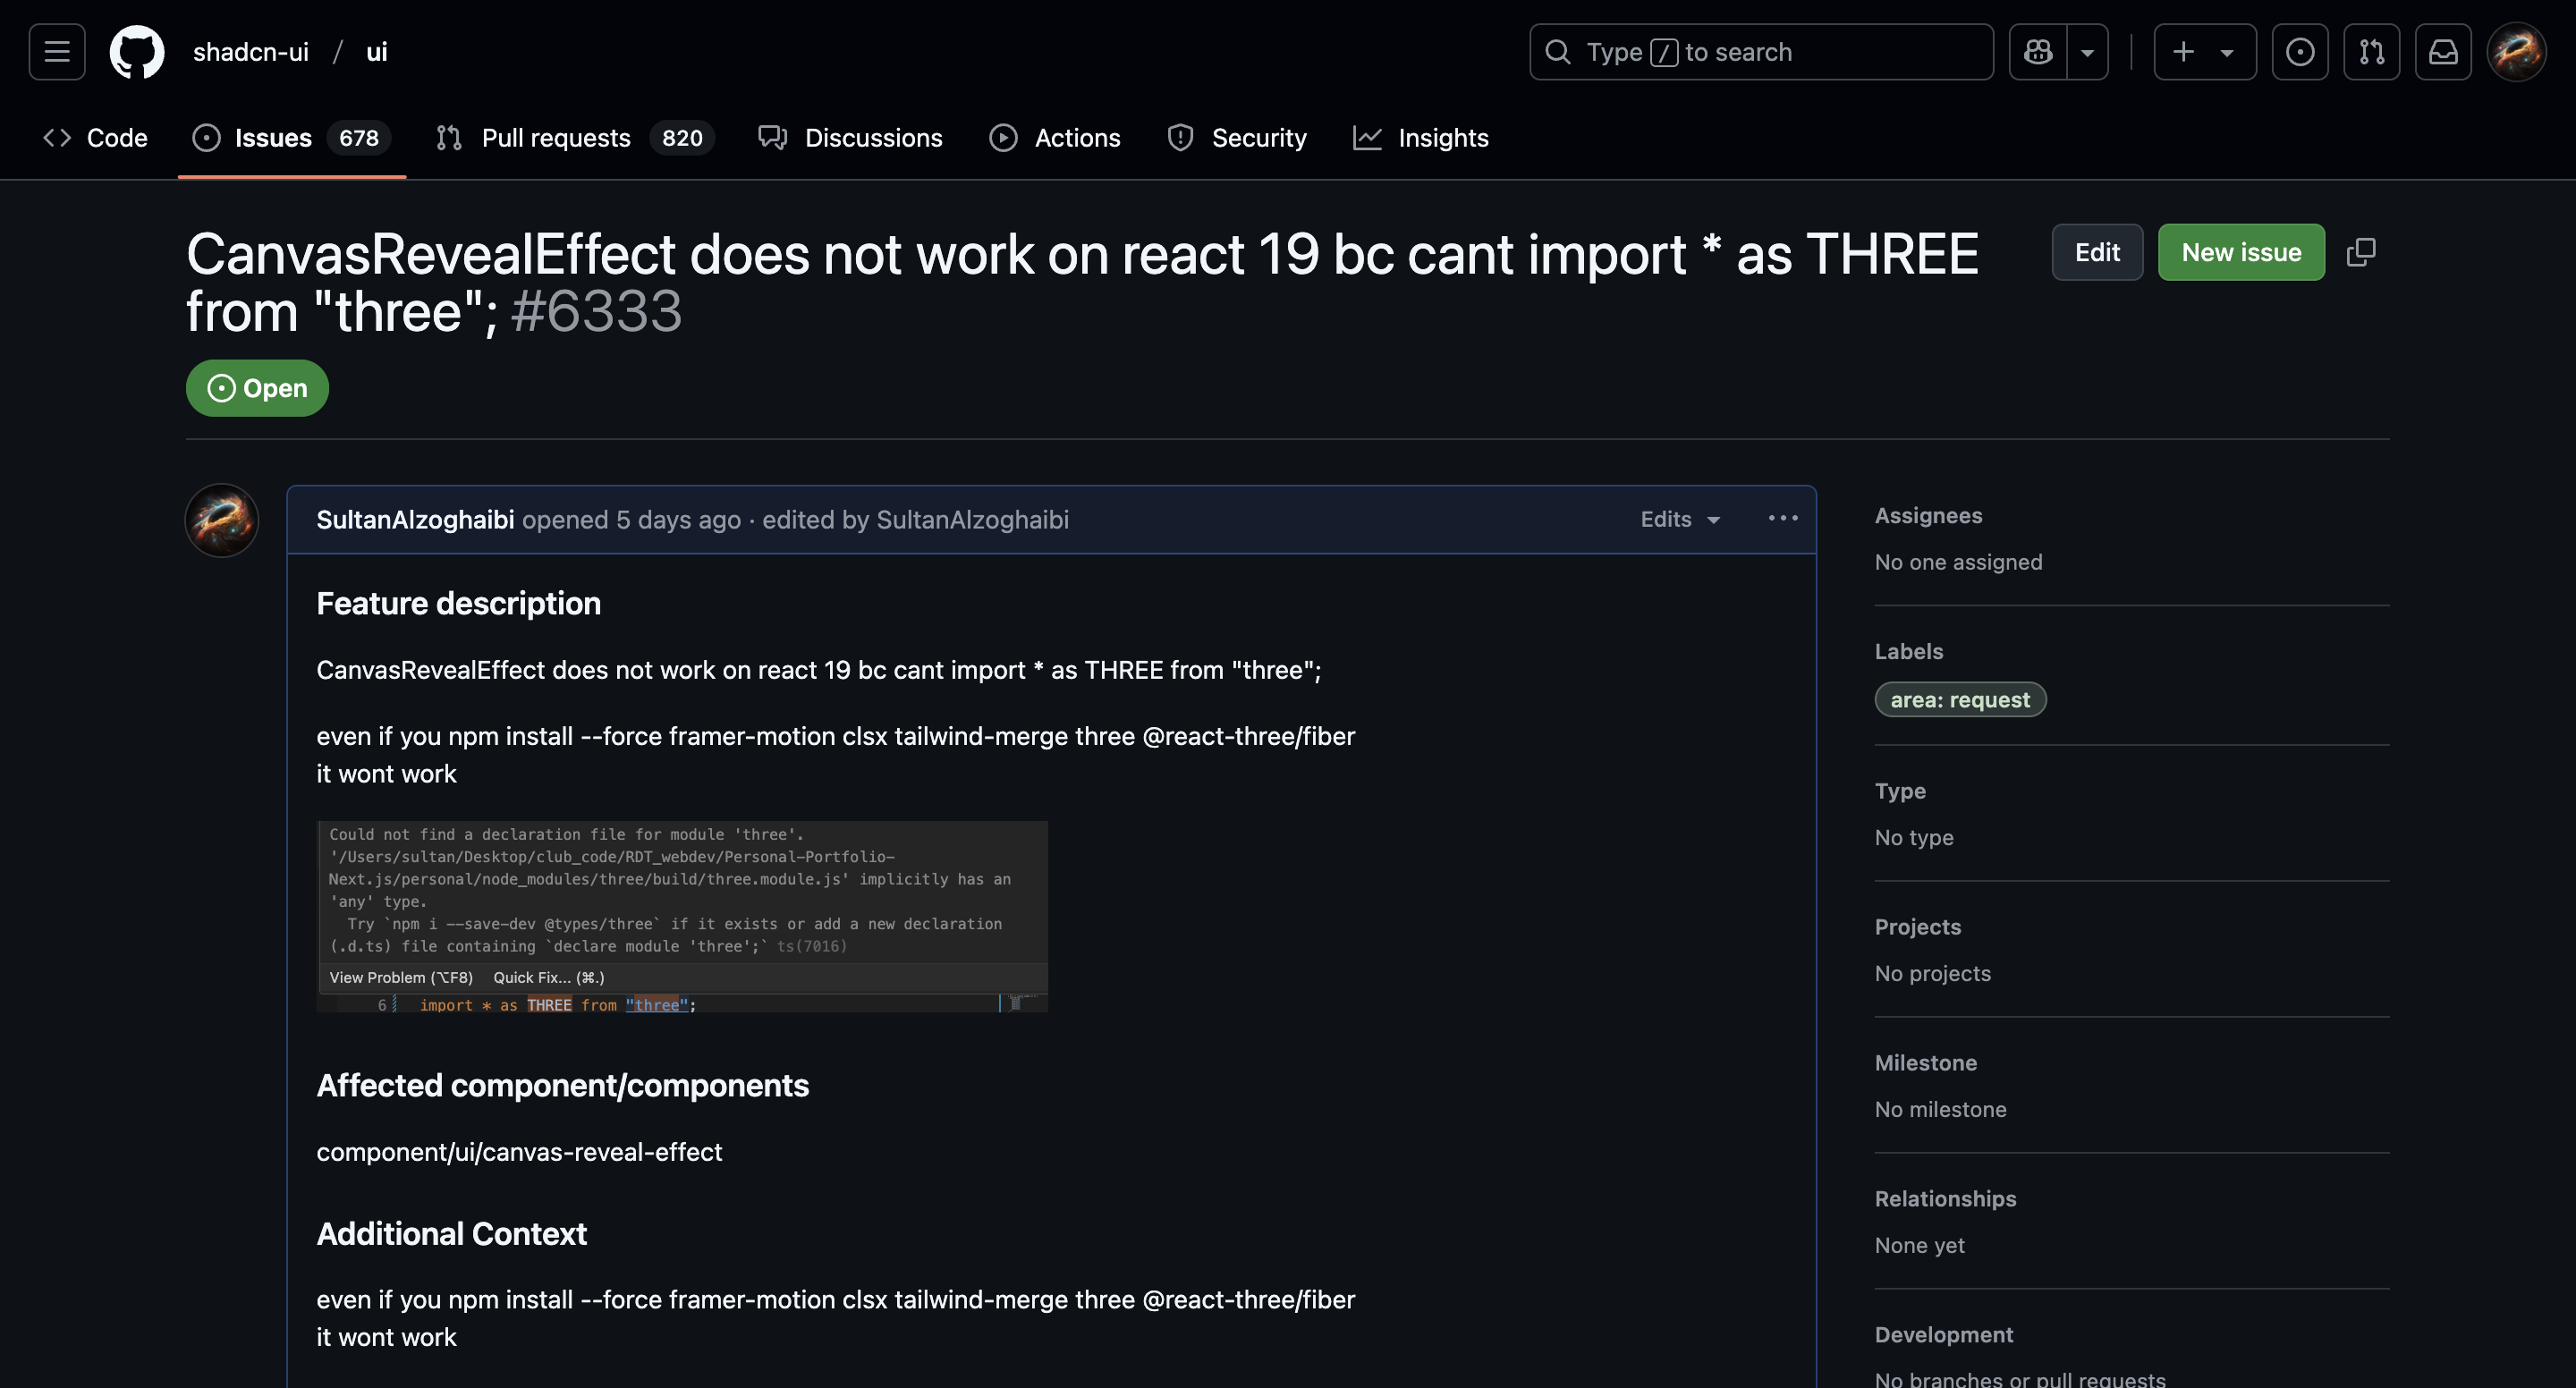 shadcn-ui / ui
Type / to search
Code
Issues 678
Pull requests 820
Discussions
Actions
Security
Insights
CanvasRevealEffect does not work on react 19 bc cant import * as THREE
from "three"; #6333
Edit
New issue
Open
SultanAlzoghaibi opened 5 days ago · edited by SultanAlzoghaibi
Edits
Feature description
CanvasRevealEffect does not work on react 19 bc cant import * as THREE from "three";
even if you npm install --force framer-motion clsx tailwind-merge three @react-three/fiber
it wont work
Could not find a declaration file for module 'three'.
'/Users/sultan/Desktop/club_code/RDT_webdev/Personal-Portfolio-
Next.js/personal/node_modules/three/build/three.module.js' implicitly has an
'any' type.
Try `npm i --save-dev @types/three` if it exists or add a new declaration
(.d.ts) file containing `declare module 'three';` ts(7016)
View Problem (⌥F8) Quick Fix... (⌘.)
6 import * as THREE from "three";
Affected component/components
component/ui/canvas-reveal-effect
Additional Context
even if you npm install --force framer-motion clsx tailwind-merge three @react-three/fiber
it wont work
Assignees
No one assigned
Labels
area: request
Type
No type
Projects
No projects
Milestone
No milestone
Relationships
None yet
Development
No branches or pull requests